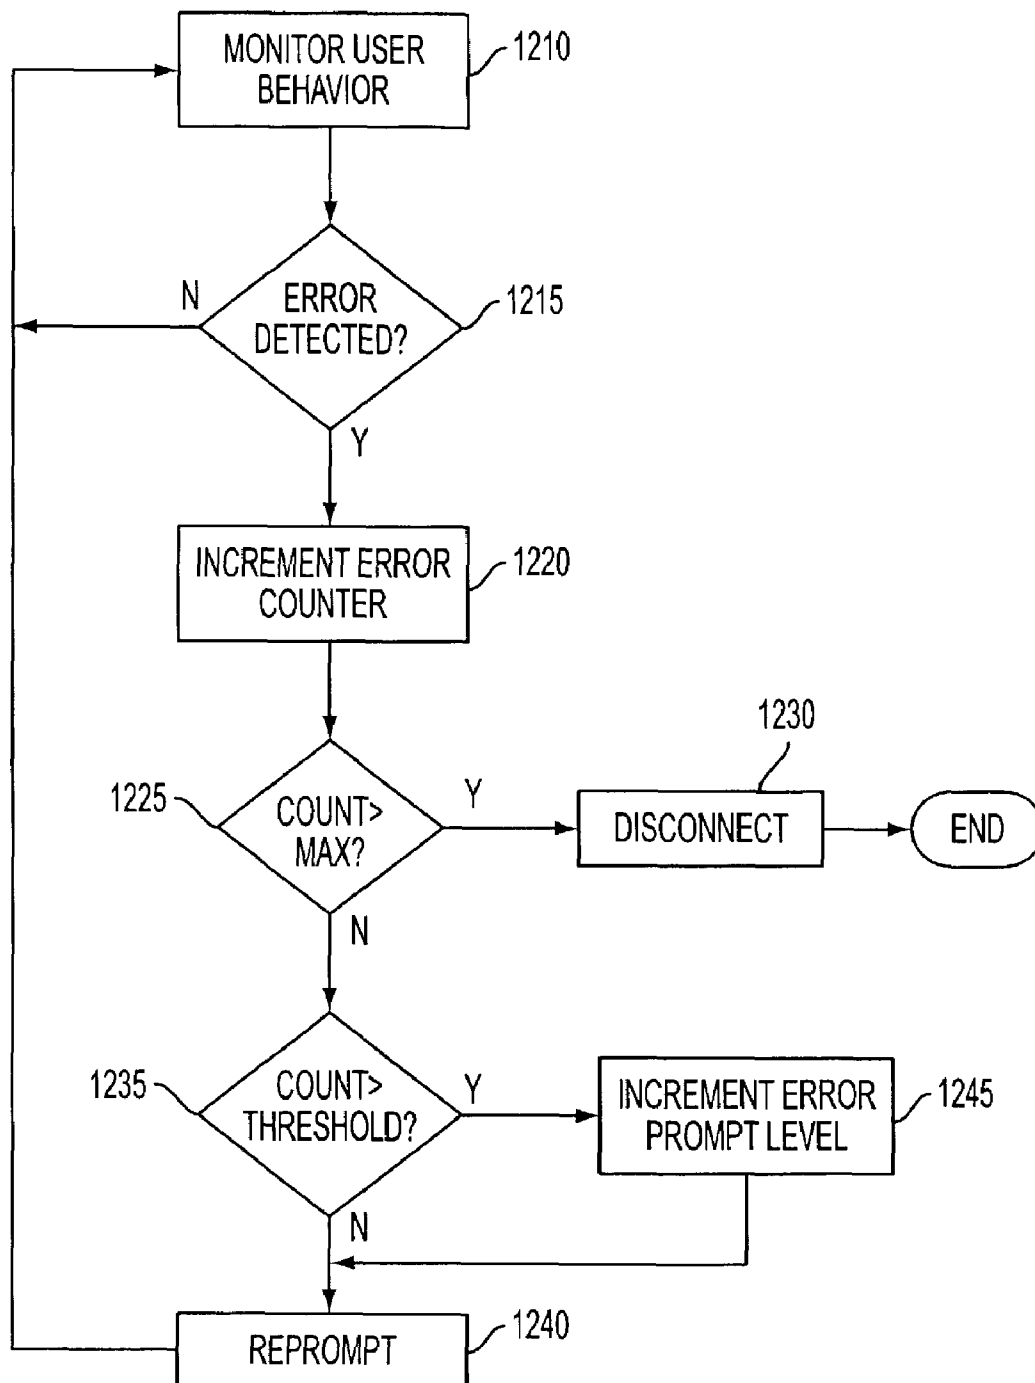 MONITOR USER
BEHAVIOR
1210
N
ERROR
DETECTED?
1215
Y
INCREMENT ERROR
COUNTER
1220
1225
COUNT>
MAX?
Y
1230
DISCONNECT
END
N
1235
COUNT>
THRESHOLD?
Y
INCREMENT ERROR
PROMPT LEVEL
1245
N
REPROMPT
1240